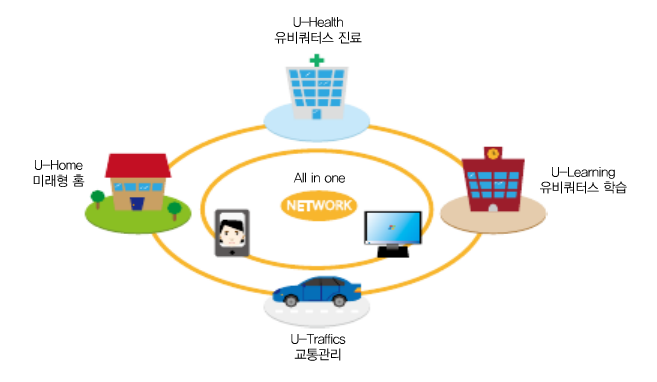 U-Health
유비쿼터스 진료
U-Home
미래형 홈
All in one
NETWORK
U-Learning
유비쿼터스 학습
U-Traffics
교통관리